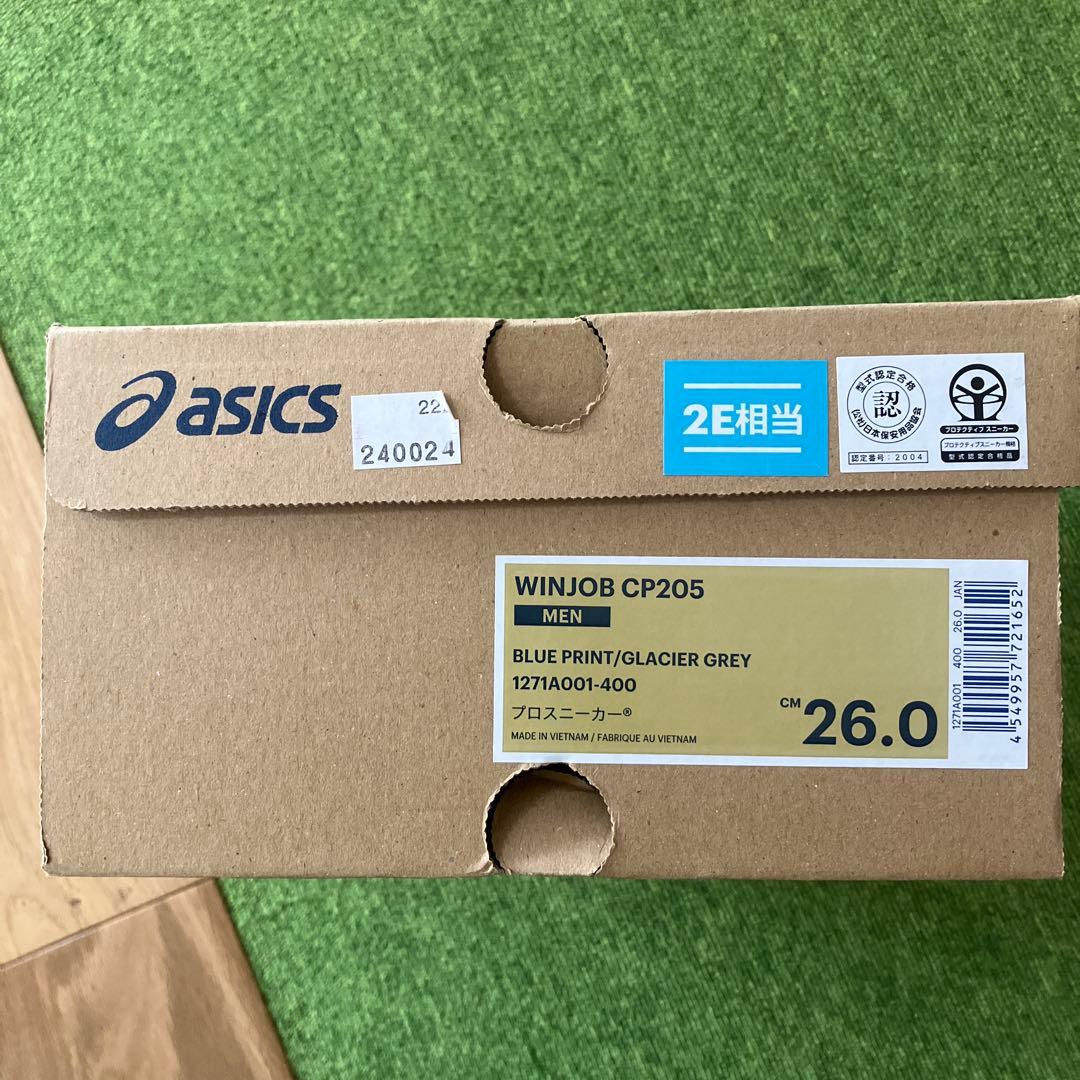 asics
22
240024
2E相当
型式認定合格
認
(公社)日本保安用品協会
認定番号：2004
プロテクティブ スニーカー
プロテクティブスニーカー規格
型式認定合格品
WINJOB CP205
MEN
BLUE PRINT/GLACIER GREY
1271A001-400
プロスニーカー®
MADE IN VIETNAM / FABRIQUE AU VIETNAM
CM 26.0
1271A001 400 26.0 JAN
4 549957 721652